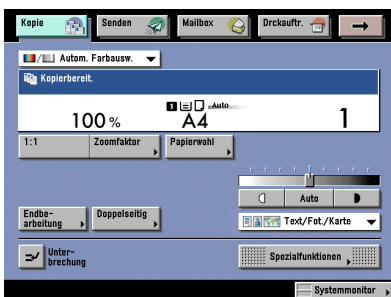 Kopie Senden Mailbox Drckauftr.
Autom. Farbausw.
Kopierbereit.
1 Auto
100 % A4 1
1:1 Zoomfaktor Papierwahl
Auto
Endbe-
arbeitung
Doppelseitig
Text/Fot./Karte
Unter-
brechung
Spezialfunktionen
Systemmonitor